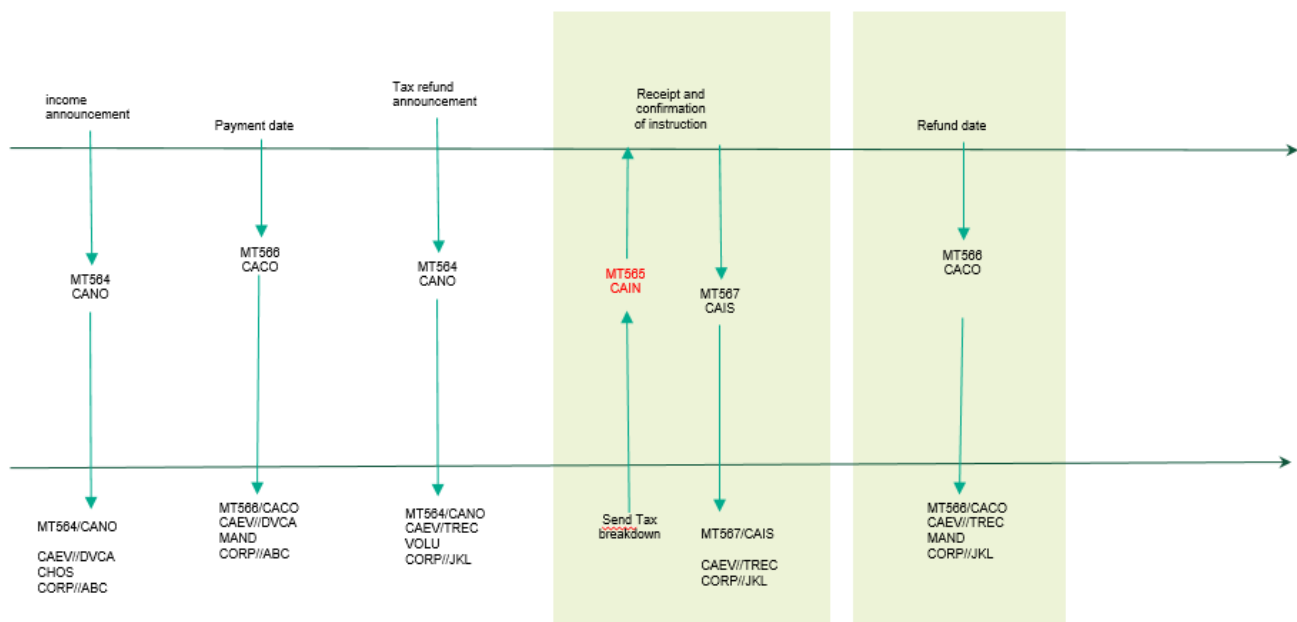 income
announcement
Payment date
Tax refund
announcement
Receipt and
confirmation
of instruction
Refund date
MT564
CANO
MT566
CACO
MT564
CANO
MT565
CAIN
MT567
CAIS
MT566
CACO
MT564/CANO
CAEV//DVCA
CHOS
CORP//ABC
MT566/CACO
CAEV//DVCA
MAND
CORP//ABC
MT564/CANO
CAEV/TREC
VOLU
CORP//JKL
Send Tax
breakdown
MT567/CAIS
CAEV//TREC
CORP//JKL
MT566/CACO
CAEV//TREC
MAND
CORP//JKL